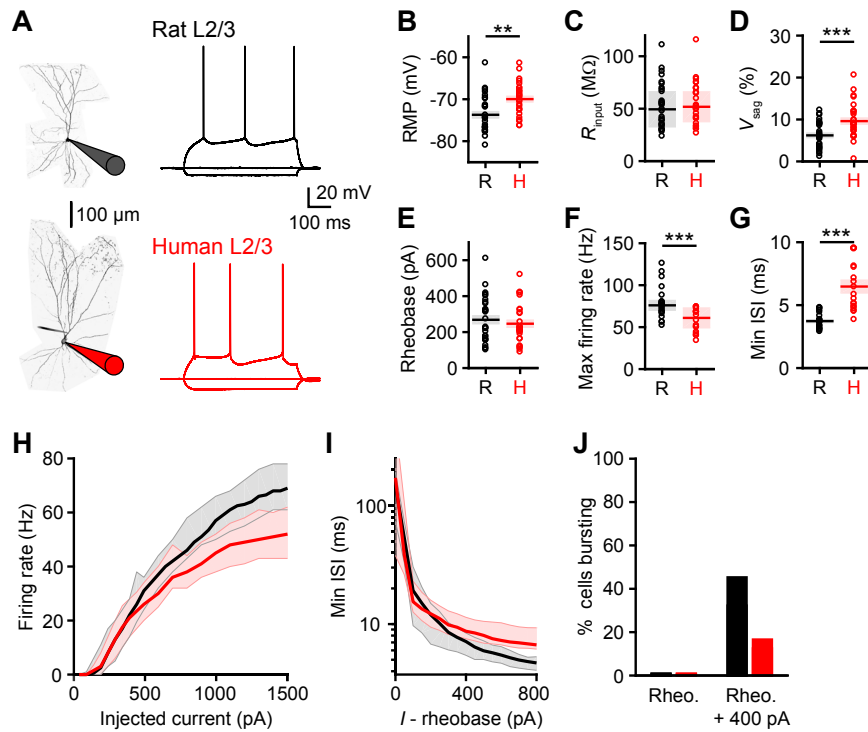 A
Rat L2/3
20 mV
100 ms
100 µm
Human L2/3
B
**
RMP (mV)
-60
-70
-80
R
H
C
R input (MΩ)
100
50
0
R
H
D
***
V sag (%)
30
20
10
0
R
H
E
Rheobase (pA)
600
400
200
0
R
H
F
***
Max firing rate (Hz)
150
100
50
0
R
H
G
***
Min ISI (ms)
10
5
0
R
H
H
Firing rate (Hz)
80
60
40
20
0
0
500
1000
1500
Injected current (pA)
I
Min ISI (ms)
100
10
0
400
800
I - rheobase (pA)
J
% cells bursting
100
80
60
40
20
0
Rheo.
Rheo.
+ 400 pA